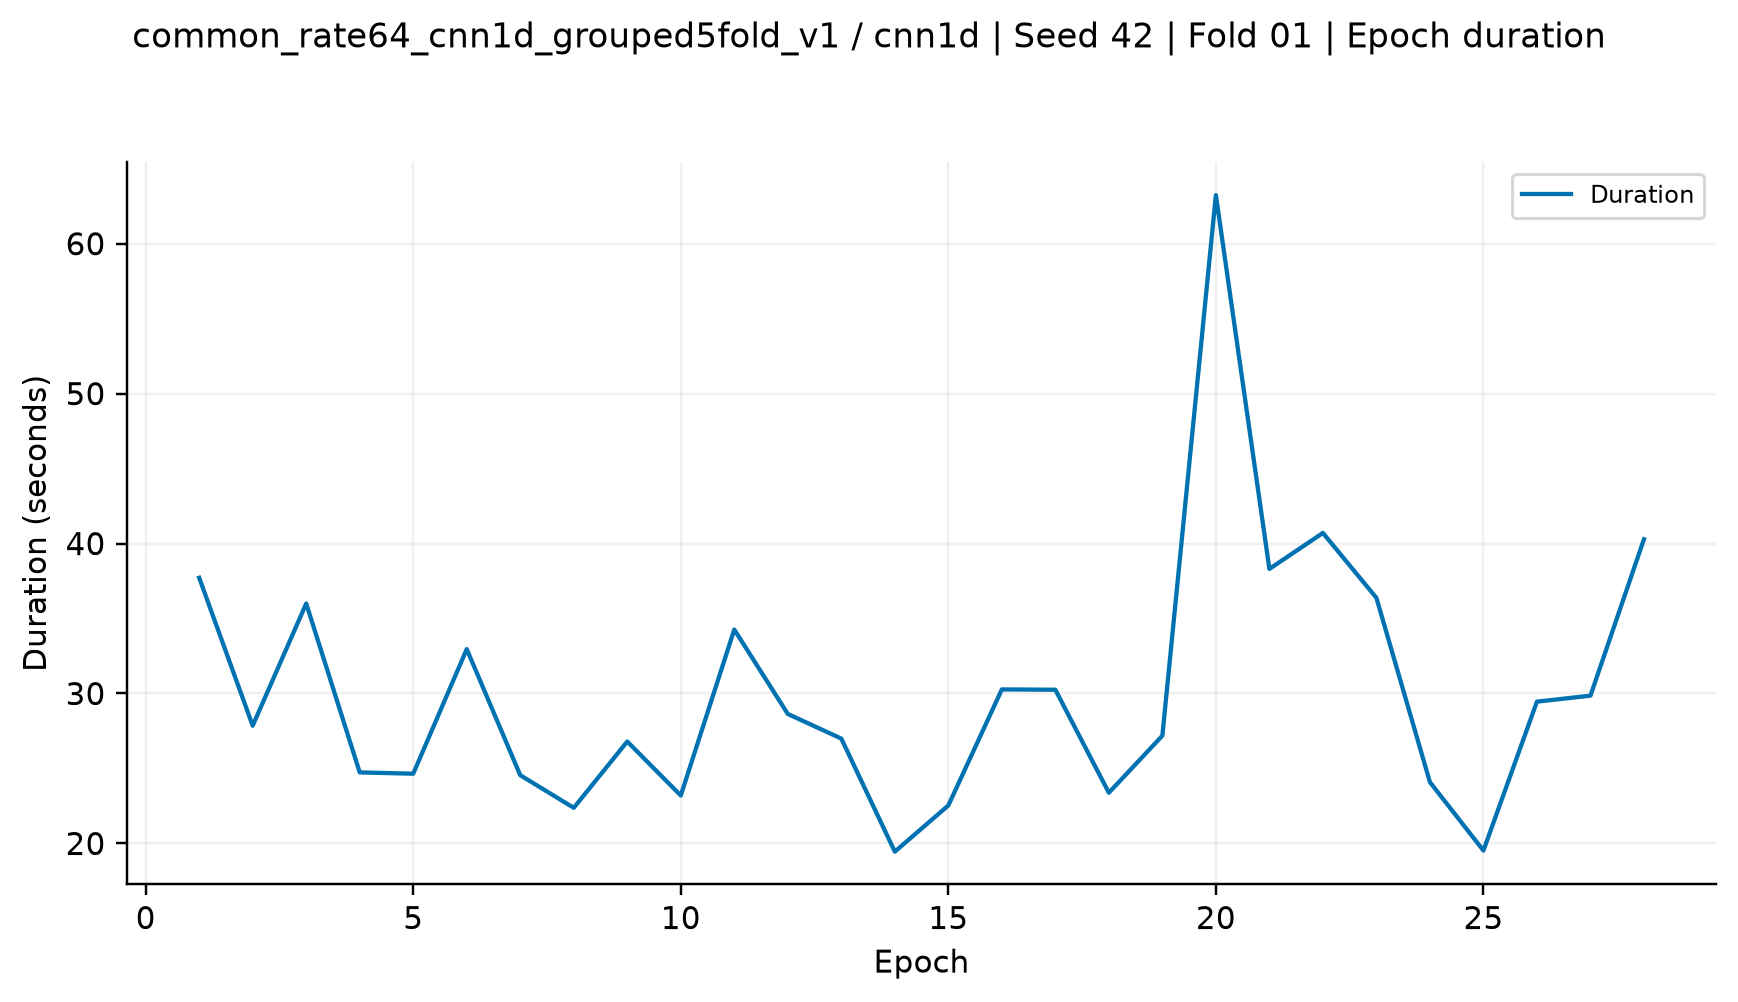 common_rate64_cnn1d_grouped5fold_v1 / cnn1d | Seed 42 | Fold 01 | Epoch duration
Duration
Duration (seconds)
60
50
40
30
20
0 5 10 15 20 25
Epoch